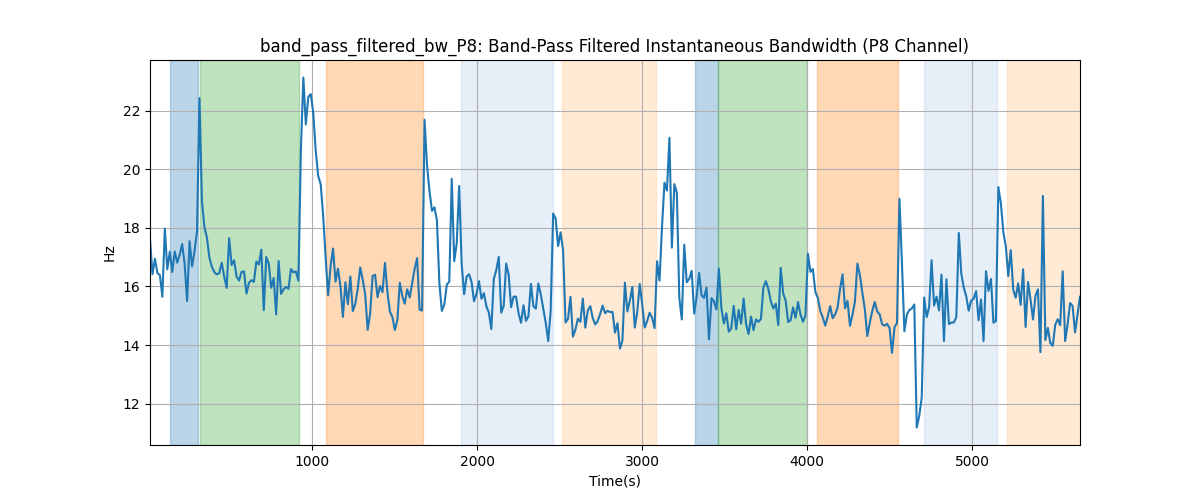 band_pass_filtered_bw_P8: Band-Pass Filtered Instantaneous Bandwidth (P8 Channel)
22
20
18
16
14
12
Hz
1000 2000 3000 4000 5000
Time(s)